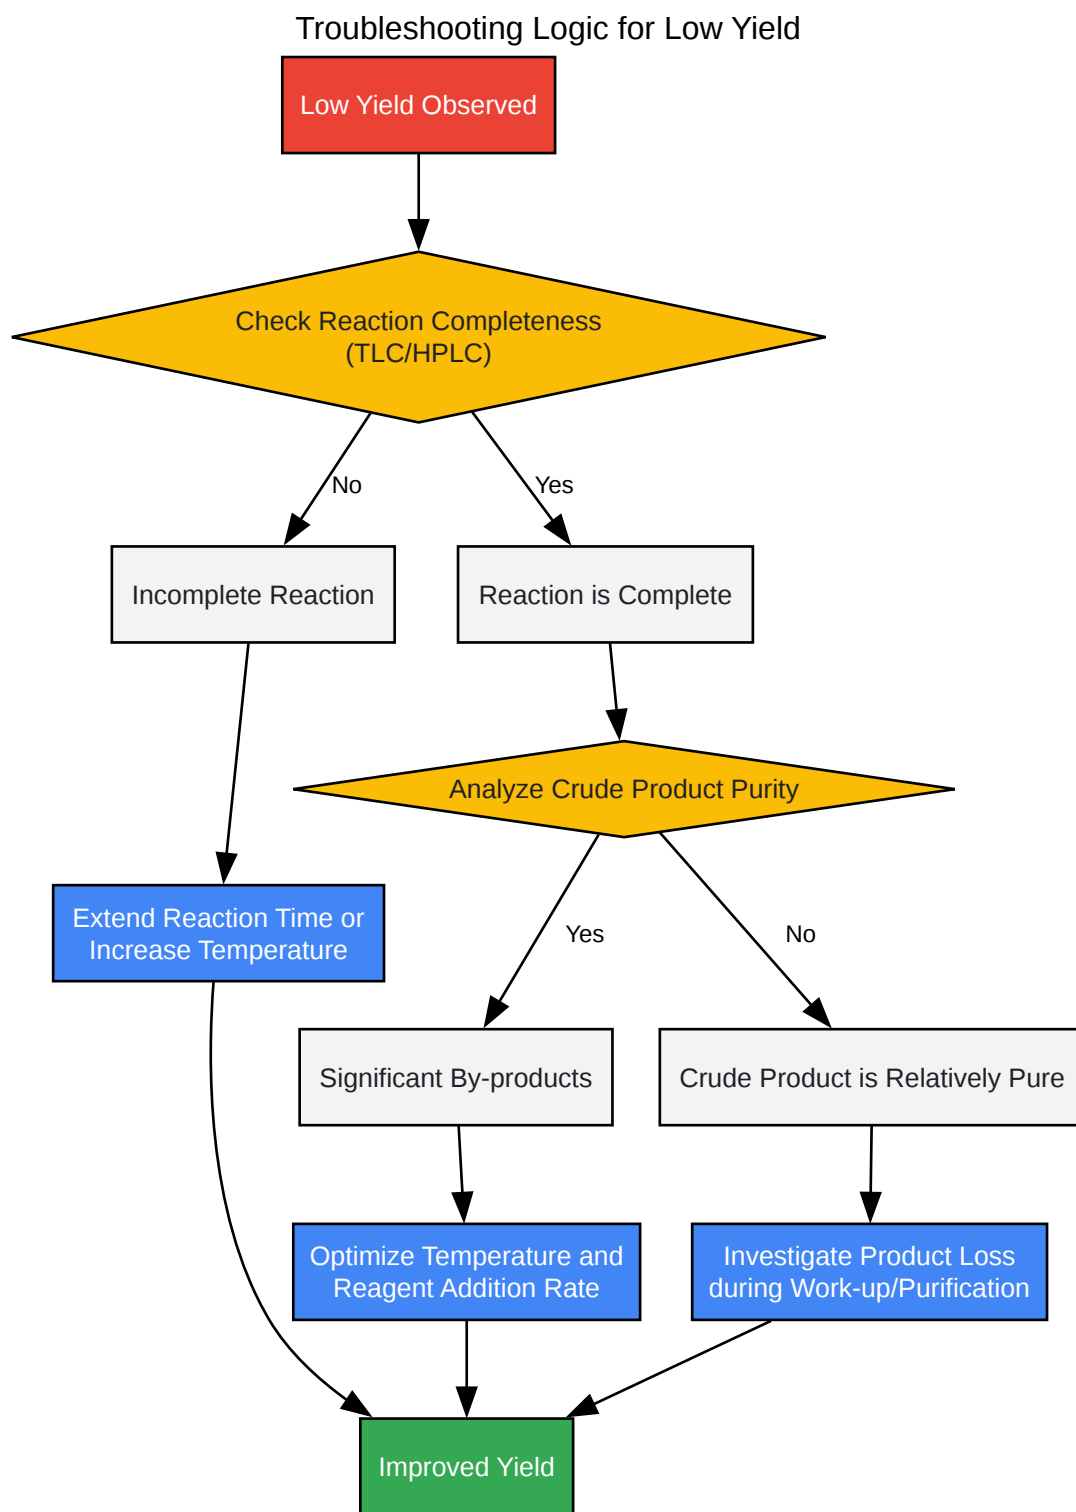 Troubleshooting Logic for Low Yield
Low Yield Observed
Check Reaction Completeness
(TLC/HPLC)
No
Yes
Incomplete Reaction
Reaction is Complete
Analyze Crude Product Purity
Extend Reaction Time or
Increase Temperature
Yes
No
Significant By-products
Crude Product is Relatively Pure
Optimize Temperature and
Reagent Addition Rate
Investigate Product Loss
during Work-up/Purification
Improved Yield